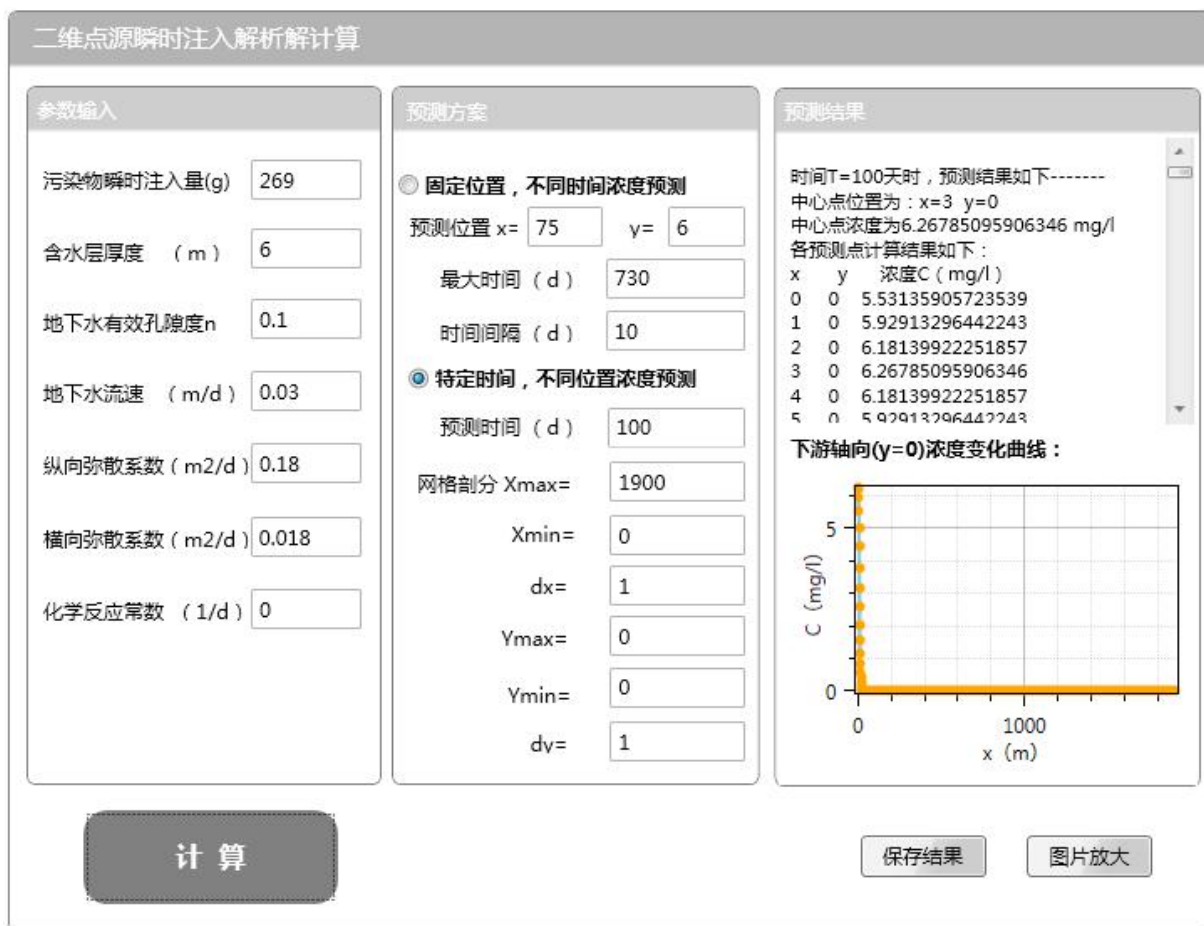 二维点源瞬时注入解析解计算
参数输入
污染物瞬时注入量(g) 269
含水层厚度 （m） 6
地下水有效孔隙度n 0.1
地下水流速 （m/d） 0.03
纵向弥散系数（m2/d） 0.18
横向弥散系数（m2/d） 0.018
化学反应常数 （1/d） 0
预测方案
固定位置，不同时间浓度预测
预测位置 x= 75 y= 6
最大时间（d） 730
时间间隔（d） 10
特定时间，不同位置浓度预测
预测时间（d） 100
网格剖分 Xmax= 1900
Xmin= 0
dx= 1
Ymax= 0
Ymin= 0
dy= 1
预测结果
时间T=100天时，预测结果如下-------
中心点位置为：x=3 y=0
中心点浓度为6.26785095906346 mg/l
各预测点计算结果如下：
x y 浓度C（mg/l）
0 0 5.53135905723539
1 0 5.92913296442243
2 0 6.18139922251857
3 0 6.26785095906346
4 0 6.18139922251857
5 0 5.92913296442243
下游轴向(y=0)浓度变化曲线：
5
C（mg/l）
0
0 1000
x（m）
计 算
保存结果
图片放大